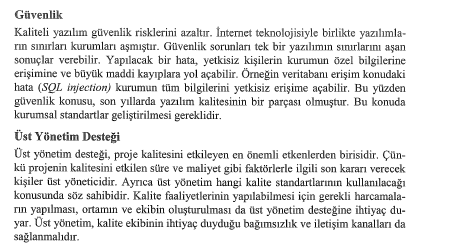 Güvenlik
Kaliteli yazılım güvenlik risklerini azaltır. İnternet teknolojisiyle birlikte yazılımla-
rın sınırları kurumları aşmıştır. Güvenlik sorunları tek bir yazılımın sınırlarını aşan
sonuçlar verebilir. Yapılacak bir hata, yetkisiz kişilerin kurumun özel bilgilerine
erişimine ve büyük maddi kayıplara yol açabilir. Örneğin veritabanı erişim konudaki
hata (SQL injection) kurumun tüm bilgilerini yetkisiz erişime açabilir. Bu yüzden
güvenlik konusu, son yıllarda yazılım kalitesinin bir parçası olmuştur. Bu konuda
kurumsal standartlar geliştirilmesi gereklidir.
Üst Yönetim Desteği
Üst yönetim desteği, proje kalitesini etkileyen en önemli etkenlerden birisidir. Çün-
kü projenin kalitesini etkilen süre ve maliyet gibi faktörlerle ilgili son kararı verecek
kişiler üst yöneticidir. Ayrıca üst yönetim hangi kalite standartlarının kullanılacağı
konusunda söz sahibidir. Kalite faaliyetlerinin yapılabilmesi için gerekli harcamala-
rın yapılması, ortamın ve ekibin oluşturulması da üst yönetim desteğine ihtiyaç du-
yar. Üst yönetim, kalite ekibinin ihtiyaç duyduğu bağımsızlık ve iletişim kanalları da
sağlanmalıdır.